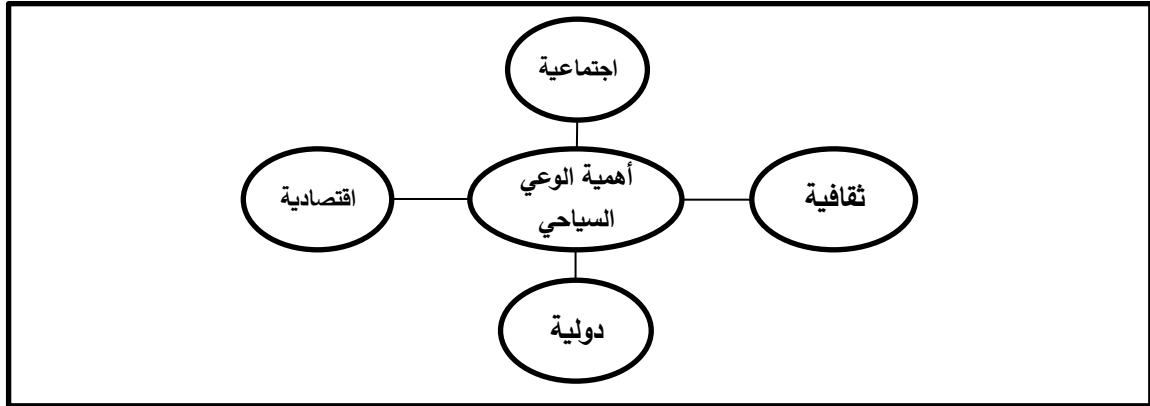 اجتماعية
ثقافية
أهمية الوعي
السياحي
اقتصادية
دولية